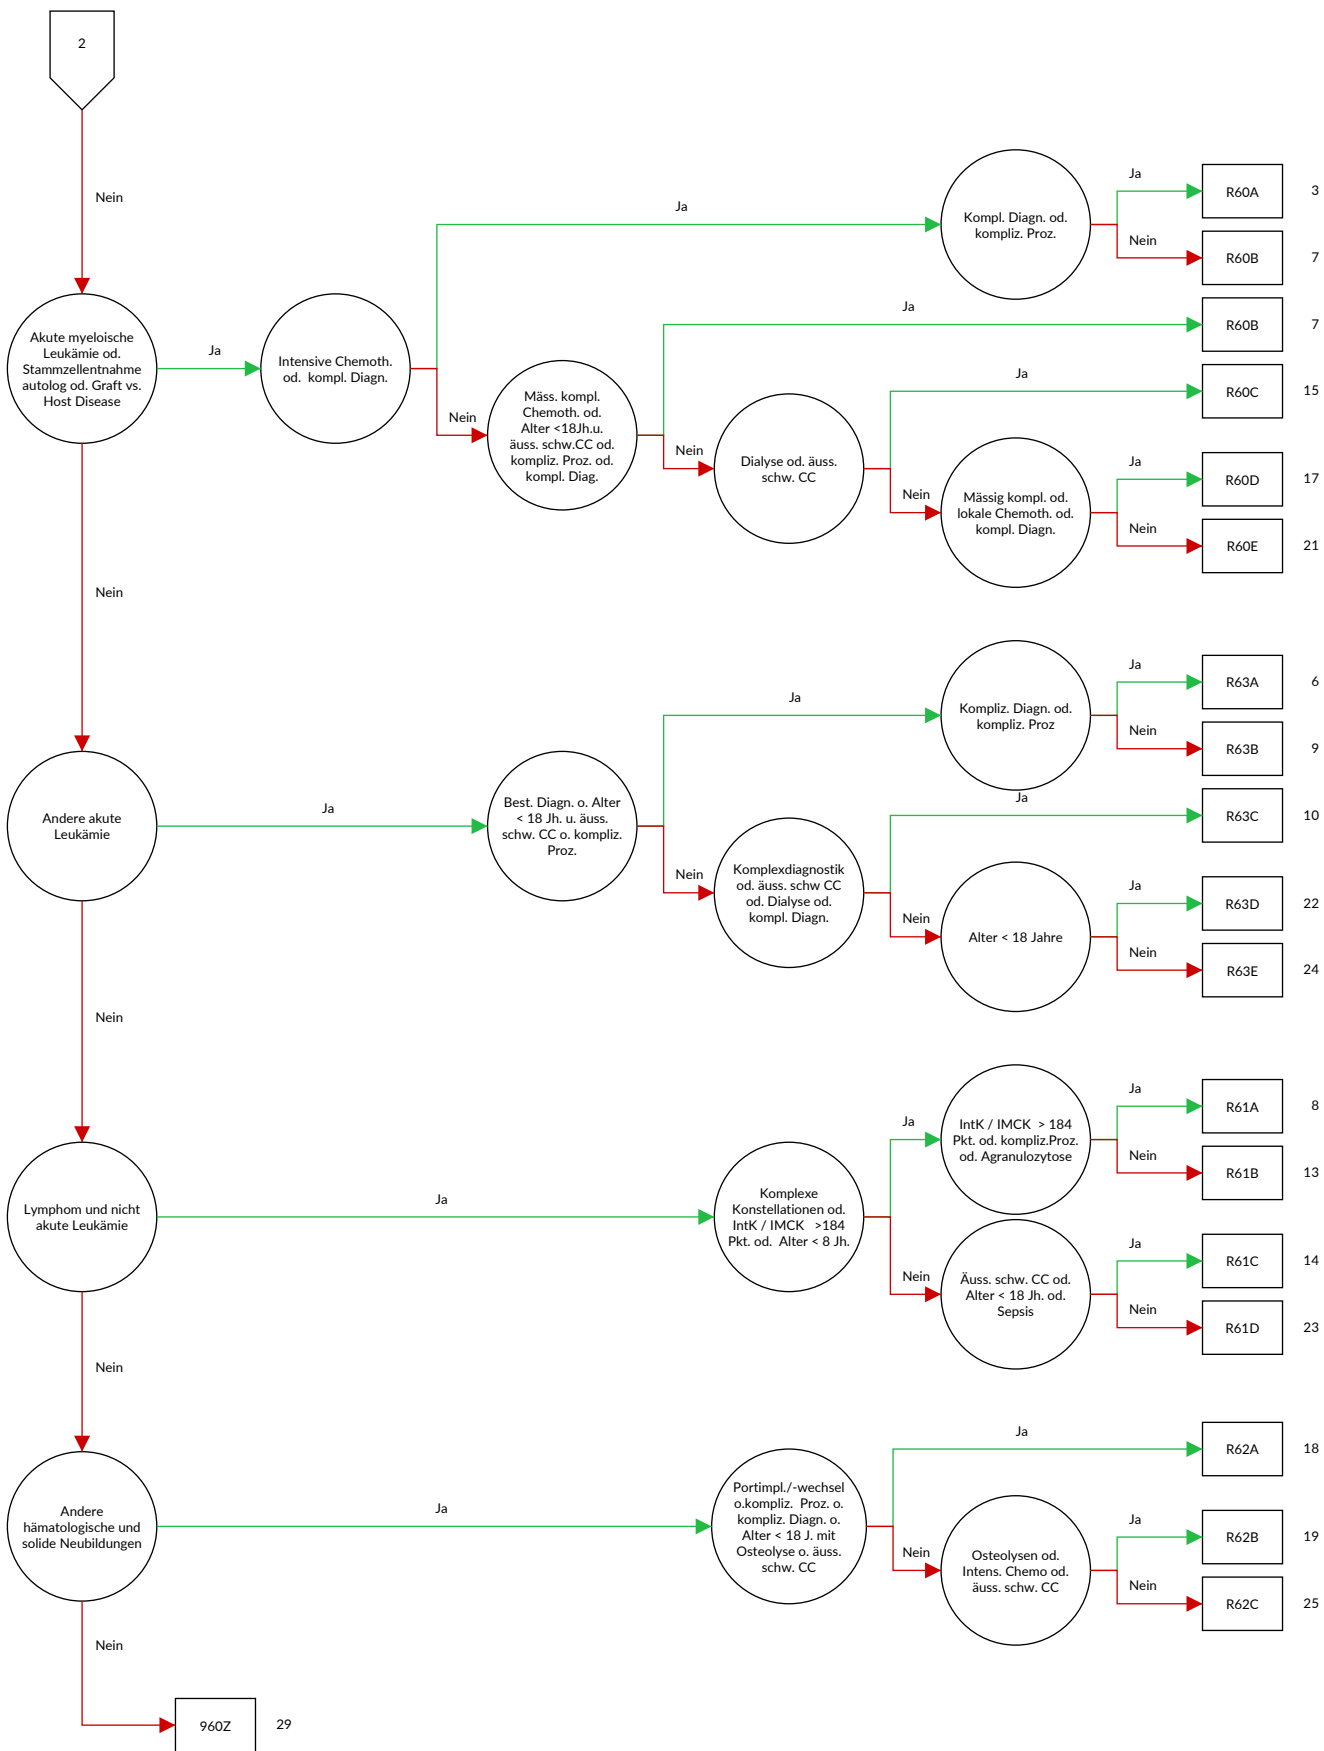 2
Nein
Akute myeloische
Leukämie od.
Stammzellentnahme
autolog od. Graft vs.
Host Disease
Ja
Intensive Chemoth.
od. kompl. Diagn.
Ja
Kompl. Diagn. od.
kompliz. Proz.
Ja
R60A
3
Nein
R60B
7
Nein
Mäss. kompl.
Chemoth. od.
Alter <18Jh.u.
äuss. schw.CC od.
kompliz. Proz. od.
kompl. Diag.
Ja
R60B
7
Nein
Dialyse od. äuss.
schw. CC
Ja
R60C
15
Nein
Mässig kompl. od.
lokale Chemoth. od.
kompl. Diagn.
Ja
R60D
17
Nein
R60E
21
Nein
Andere akute
Leukämie
Ja
Best. Diagn. o. Alter
< 18 Jh. u. äuss.
schw. CC o. kompliz.
Proz.
Ja
Kompliz. Diagn. od.
kompliz. Proz
Ja
R63A
6
Nein
R63B
9
Nein
Komplexdiagnostik
od. äuss. schw CC
od. Dialyse od.
kompl. Diagn.
Ja
R63C
10
Nein
Alter < 18 Jahre
Ja
R63D
22
Nein
R63E
24
Nein
Lymphom und nicht
akute Leukämie
Ja
Komplexe
Konstellationen od.
IntK / IMCK >184
Pkt. od. Alter < 8 Jh.
Ja
IntK / IMCK > 184
Pkt. od. kompliz.Proz.
od. Agranulozytose
Ja
R61A
8
Nein
R61B
13
Nein
Äuss. schw. CC od.
Alter < 18 Jh. od.
Sepsis
Ja
R61C
14
Nein
R61D
23
Nein
Andere
hämatologische und
solide Neubildungen
Ja
Portimpl./-wechsel
o.kompliz. Proz. o.
kompliz. Diagn. o.
Alter < 18 J. mit
Osteolyse o. äuss.
schw. CC
Ja
R62A
18
Nein
Osteolysen od.
Intens. Chemo od.
äuss. schw. CC
Ja
R62B
19
Nein
R62C
25
Nein
960Z
29